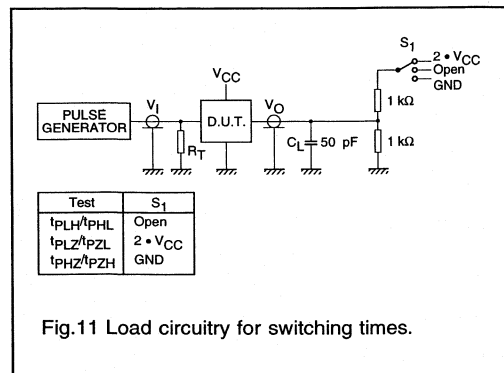 S1
2 • VCC
Open
GND
VCC
PULSE GENERATOR
VI
D.U.T.
VO
1 kΩ
RT
CL
50 pF
1 kΩ
Test S1
tPLH/tPHL Open
tPLZ/tPZL 2 • VCC
tPHZ/tPZH GND
Fig.11 Load circuitry for switching times.